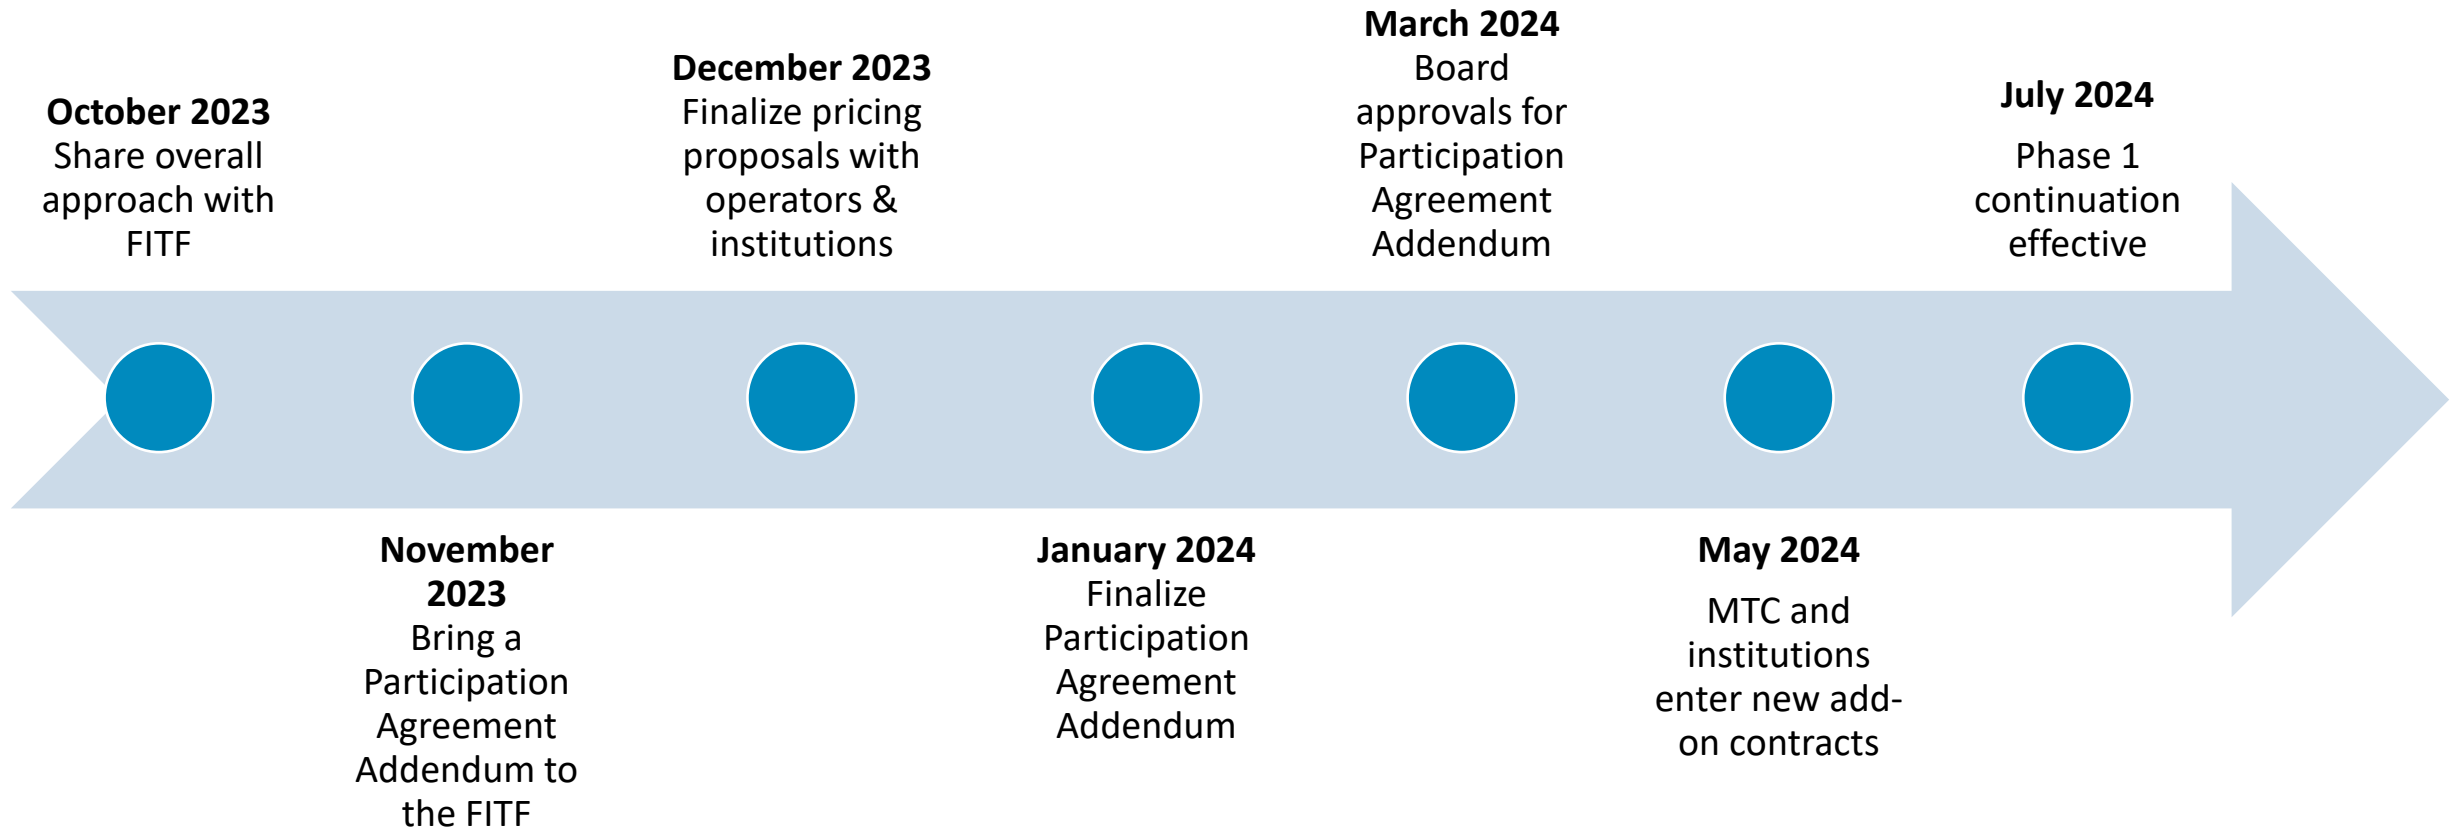 October 2023
Share overall
approach with
FITF
November
2023
Bring a
Participation
Agreement
Addendum to
the FITF
December 2023
Finalize pricing
proposals with
operators &
institutions
January 2024
Finalize
Participation
Agreement
Addendum
March 2024
Board
approvals for
Participation
Agreement
Addendum
May 2024
MTC and
institutions
enter new add-
on contracts
July 2024
Phase 1
continuation
effective